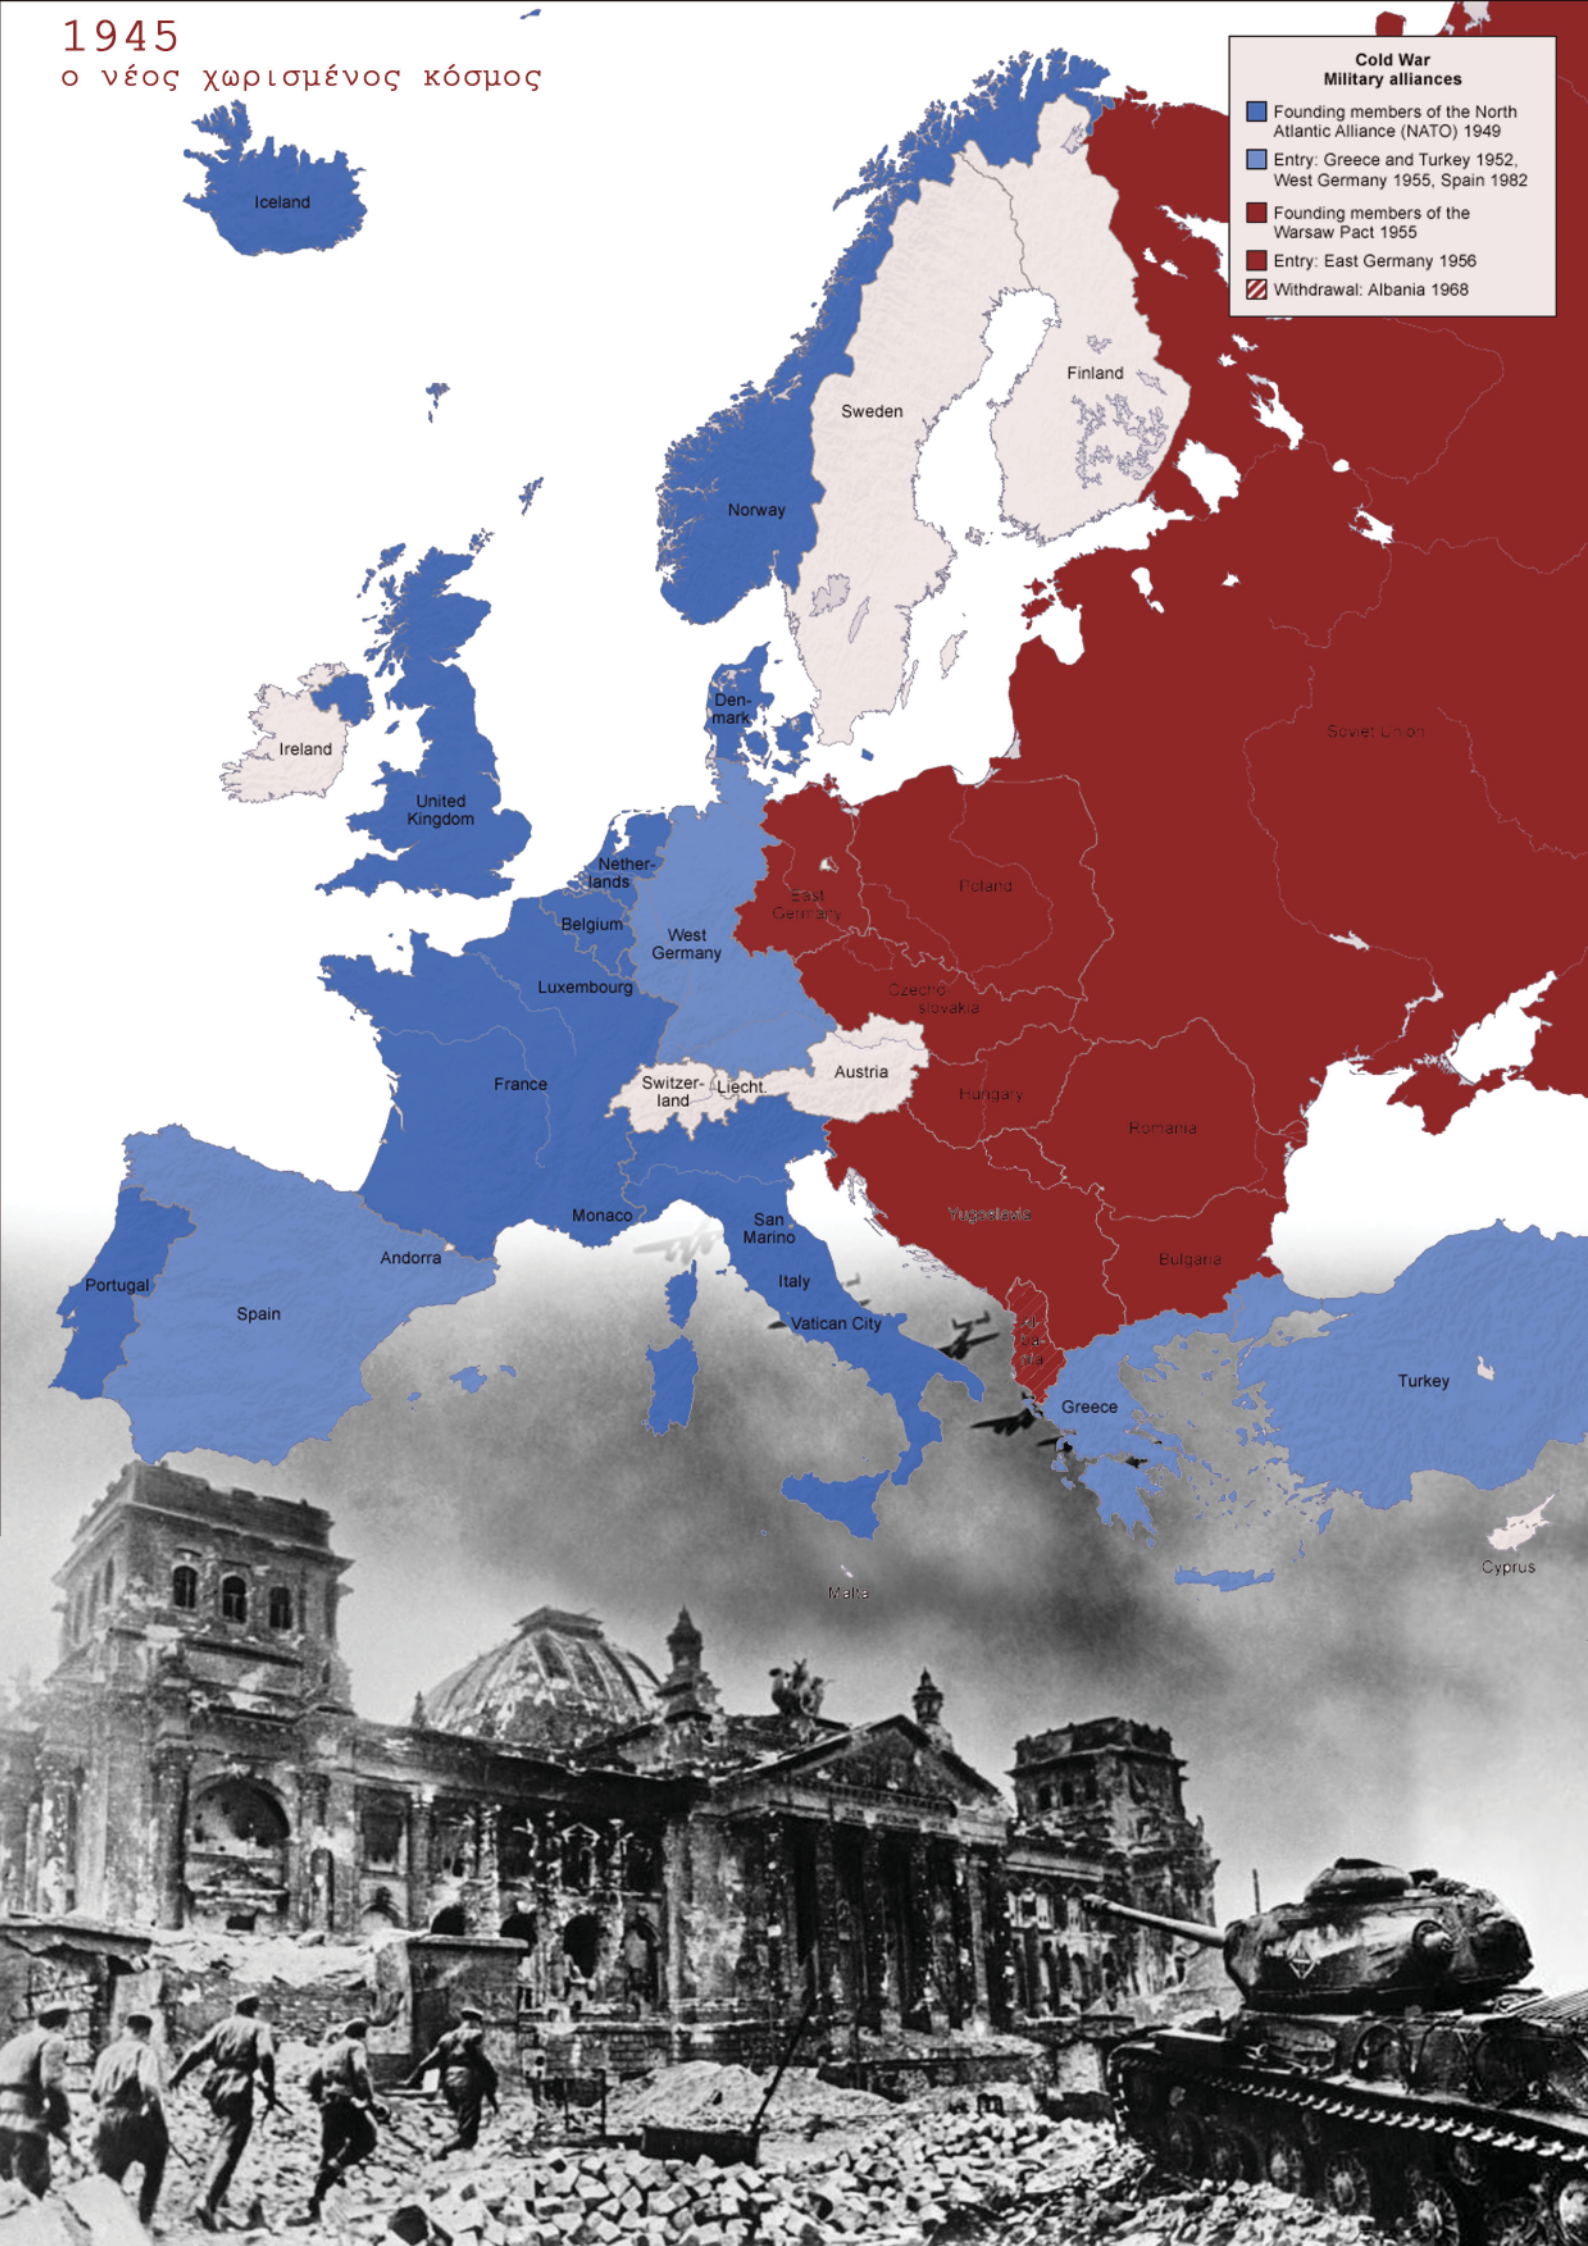 1945
ο νέος χωρισμένος κόσμος
Cold War
Military alliances
Founding members of the North
Atlantic Alliance (NATO) 1949
Entry: Greece and Turkey 1952,
West Germany 1955, Spain 1982
Founding members of the
Warsaw Pact 1955
Entry: East Germany 1956
Withdrawal: Albania 1968
Iceland
Finland
Sweden
Norway
Den-
mark
Ireland
Soviet Union
United
Kingdom
Nether-
lands
Poland
East
Germany
Belgium
West
Germany
Luxembourg
Czecho-
slovakia
France
Switzer-
land
Liecht.
Austria
Hungary
Romania
Monaco
San
Marino
Yugoslavia
Andorra
Bulgaria
Portugal
Spain
Italy
Vatican City
Al-
ba-
nia
Turkey
Greece
Cyprus
Malta